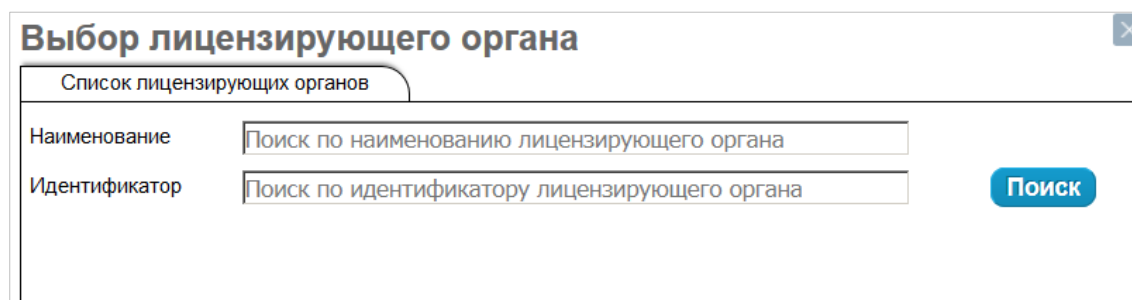 Выбор лицензирующего органа
Список лицензирующих органов
Наименование Поиск по наименованию лицензирующего органа
Идентификатор Поиск по идентификатору лицензирующего органа Поиск